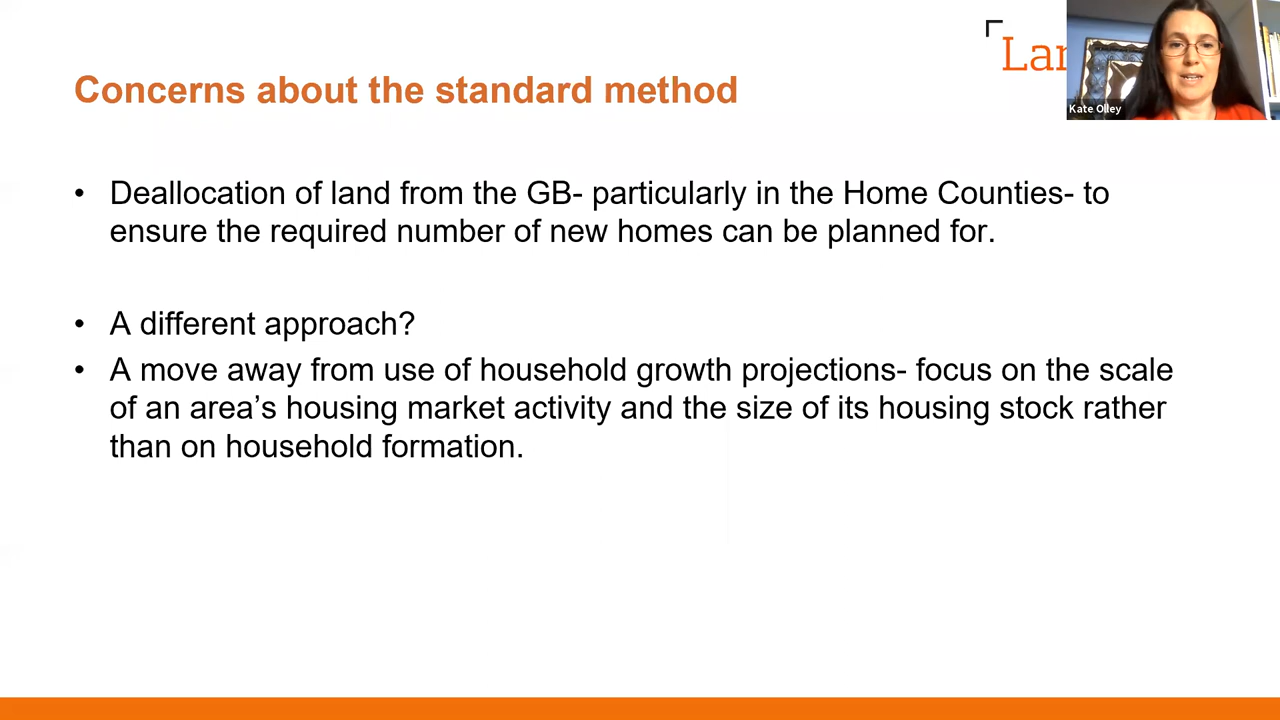 Concerns about the standard method
Kate Olley
• Deallocation of land from the GB- particularly in the Home Counties- to
ensure the required number of new homes can be planned for.
• A different approach?
• A move away from use of household growth projections- focus on the scale
of an area’s housing market activity and the size of its housing stock rather
than on household formation.